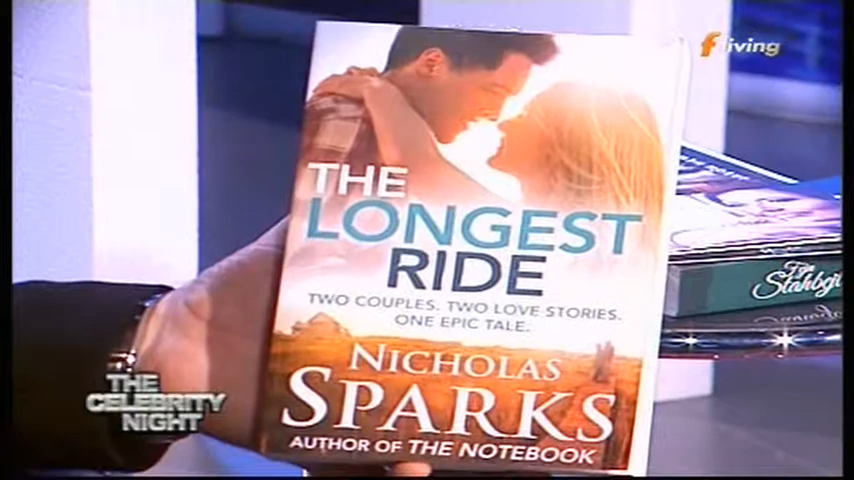 f living
THE
LONGEST
RIDE
TWO COUPLES. TWO LOVE STORIES.
ONE EPIC TALE.
NICHOLAS
SPARKS
AUTHOR OF THE NOTEBOOK
THE
CELEBRITY
NIGHT